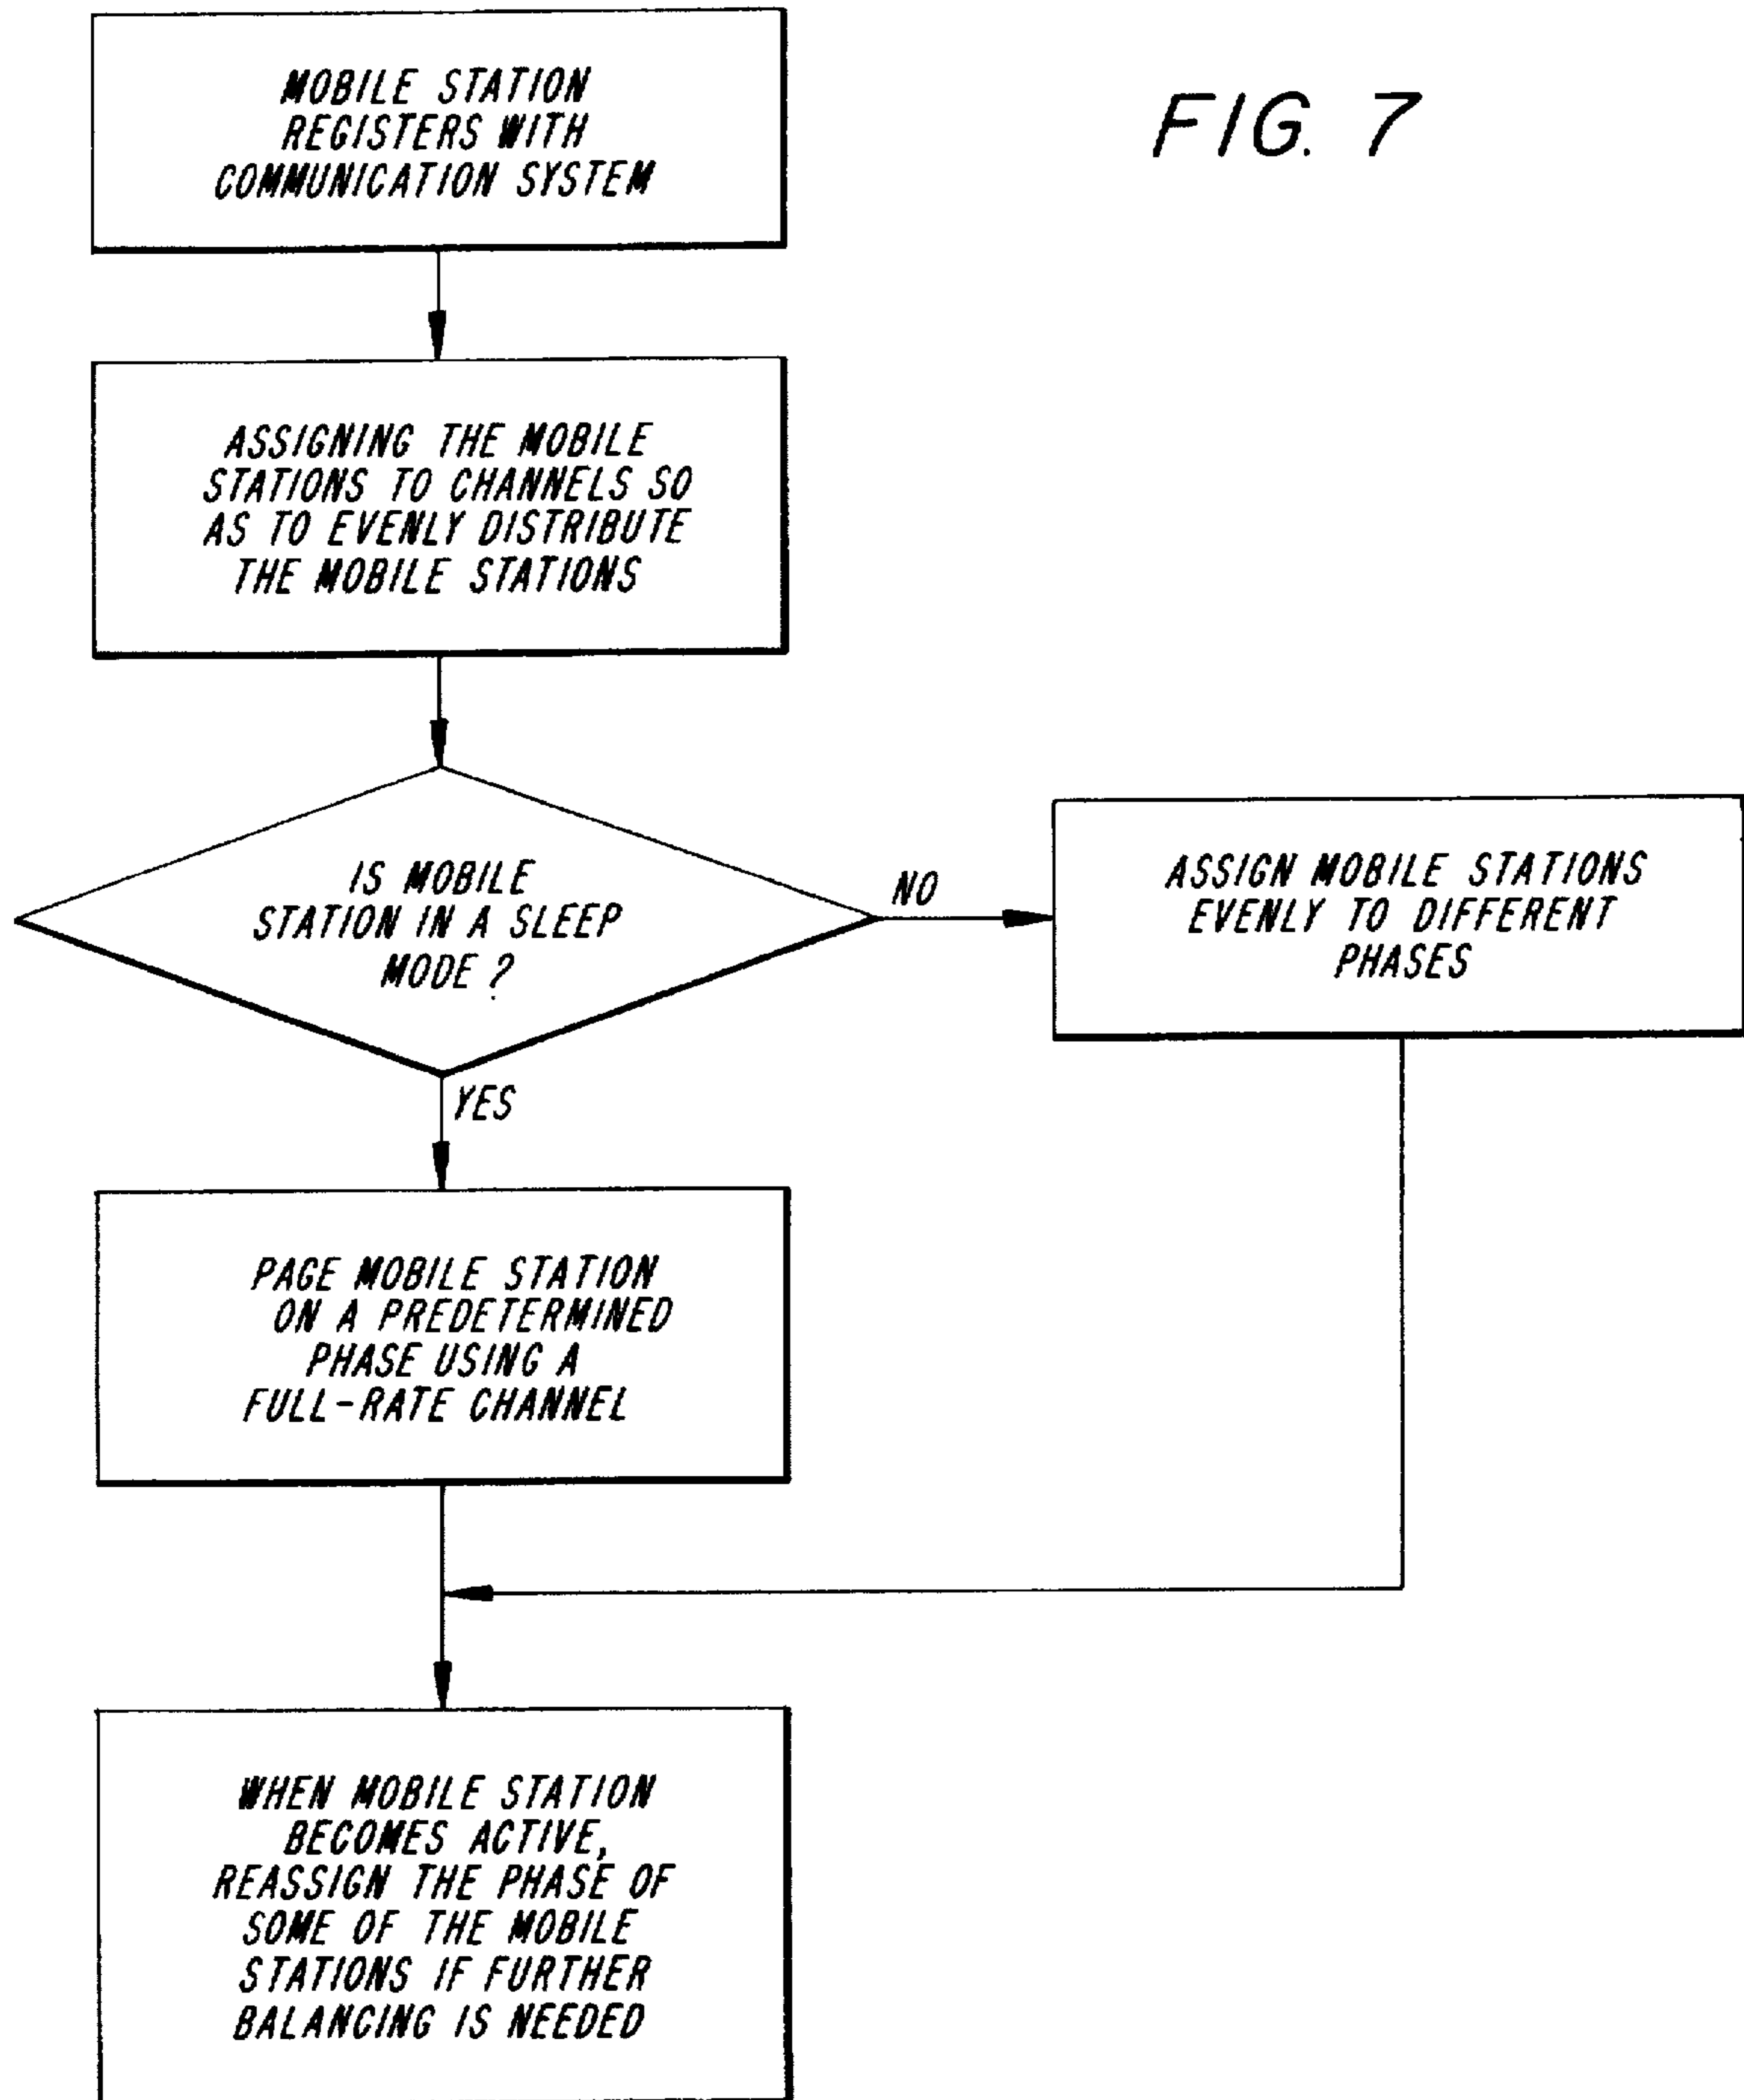 FIG. 7
MOBILE STATION
REGISTERS WITH
COMMUNICATION SYSTEM
ASSIGNING THE MOBILE
STATIONS TO CHANNELS SO
AS TO EVENLY DISTRIBUTE
THE MOBILE STATIONS
IS MOBILE
STATION IN A SLEEP
MODE?
NO
ASSIGN MOBILE STATIONS
EVENLY TO DIFFERENT
PHASES
YES
PAGE MOBILE STATION
ON A PREDETERMINED
PHASE USING A
FULL-RATE CHANNEL
WHEN MOBILE STATION
BECOMES ACTIVE,
REASSIGN THE PHASE OF
SOME OF THE MOBILE
STATIONS IF FURTHER
BALANCING IS NEEDED